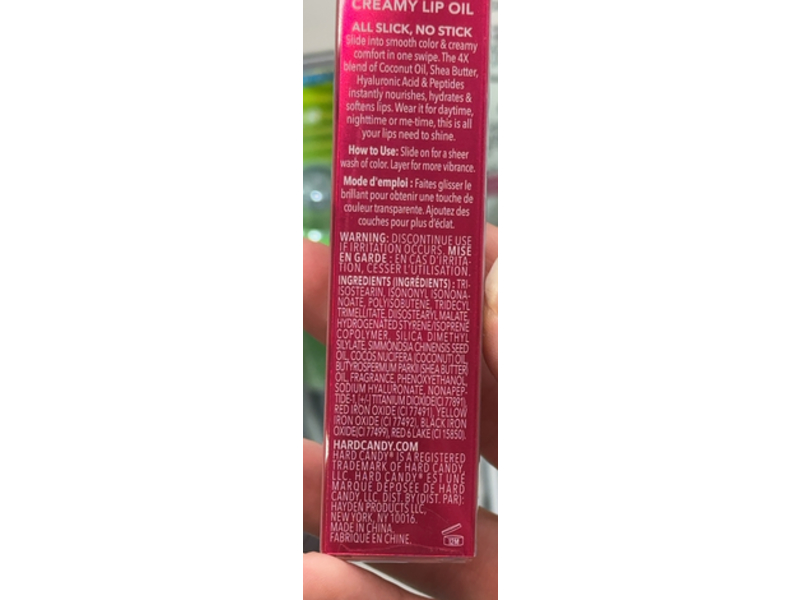 CREAMY LIP OIL
ALL SLICK, NO STICK
Slide into smooth color & creamy
comfort in one swipe. The 4X
blend of Coconut Oil, Shea Butter,
Hyaluronic Acid & Peptides
instantly nourishes, hydrates &
softens lips. Wear it for daytime,
nighttime or me-time, this is all
your lips need to shine.
How to Use: Slide on for a sheer
wash of color. Layer for more vibrance.
Mode d'emploi : Faites glisser le
brillant pour obtenir une touche de
couleur transparente. Ajoutez des
couches pour plus d'éclat.
WARNING: DISCONTINUE USE
IF IRRITATION OCCURS. MISE
EN GARDE : EN CAS D'IRRITA-
TION, CESSER L'UTILISATION.
INGREDIENTS (INGRÉDIENTS) : TRI-
ISOSTEARIN, ISONONYL ISONONA-
NOATE, POLYISOBUTENE, TRIDECYL
TRIMELLITATE, DIISOSTEARYL MALATE,
HYDROGENATED STYRENE/ISOPRENE
COPOLYMER, SILICA DIMETHYL
SILYLATE, SIMMONDSIA CHINENSIS SEED
OIL, COCOS NUCIFERA (COCONUT) OIL,
BUTYROSPERMUM PARKII (SHEA BUTTER)
OIL, FRAGRANCE, PHENOXYETHANOL,
SODIUM HYALURONATE, NONAPEP-
TIDE-1. (+/-) TITANIUM DIOXIDE(CI 77891),
RED IRON OXIDE (CI 77491), YELLOW
IRON OXIDE (CI 77492), BLACK IRON
OXIDE(CI 77499), RED 6 LAKE (CI 15850).
HARDCANDY.COM
HARD CANDY® IS A REGISTERED
TRADEMARK OF HARD CANDY,
LLC. HARD CANDY® EST UNE
MARQUE DÉPOSÉE DE HARD
CANDY, LLC. DIST. BY (DIST. PAR):
HAYDEN PRODUCTS LLC,
NEW YORK, NY 10016.
MADE IN CHINA.
FABRIQUÉ EN CHINE.
12M